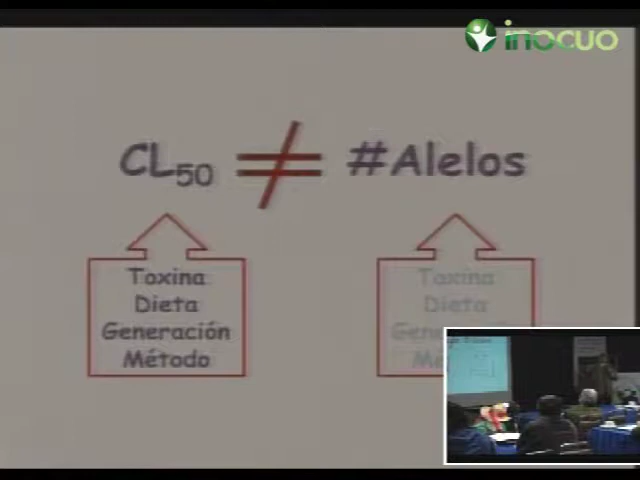 inocuo
CL50 ≠ #Alelos
Toxina
Dieta
Generación
Método
Toxina
Dieta